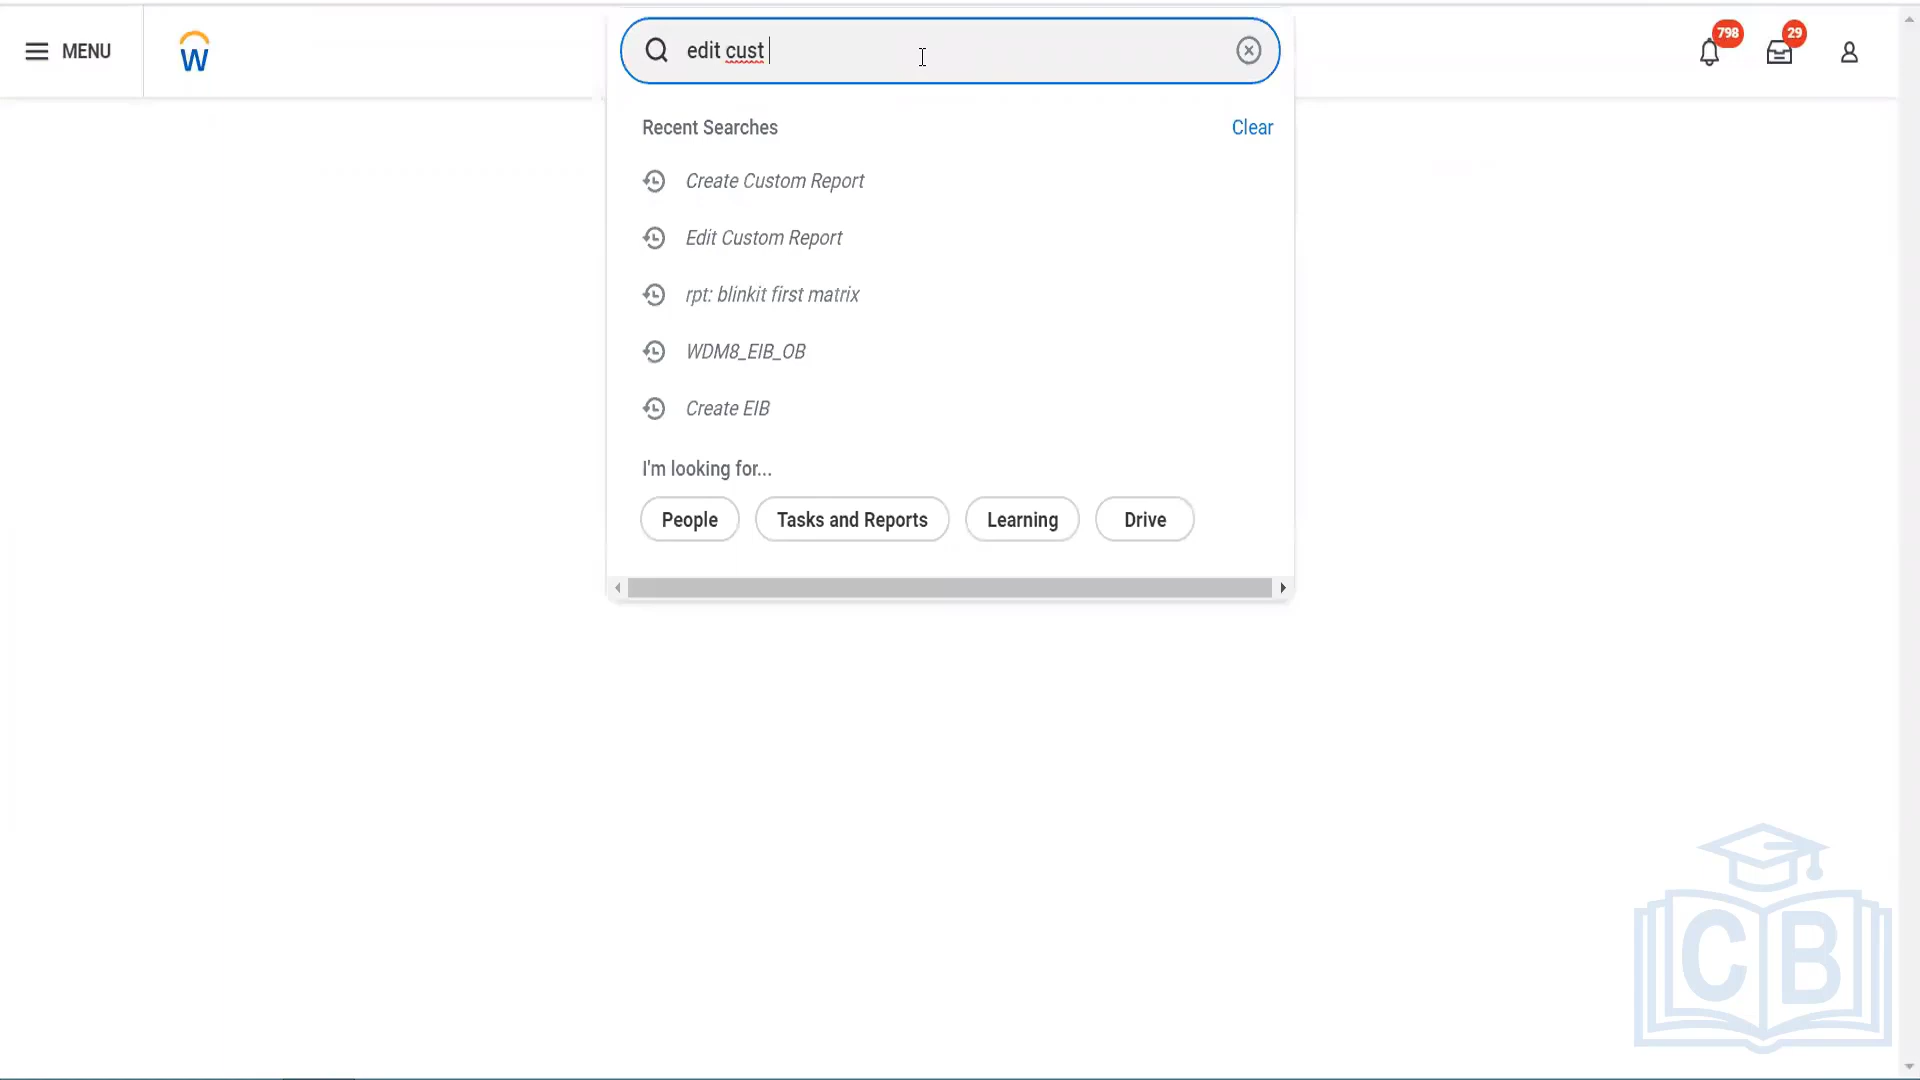 MENU
W
edit cust
798
29
Recent Searches
Clear
Create Custom Report
Edit Custom Report
rpt: blinkit first matrix
WDM8_EIB_OB
Create EIB
I'm looking for...
People
Tasks and Reports
Learning
Drive
CB